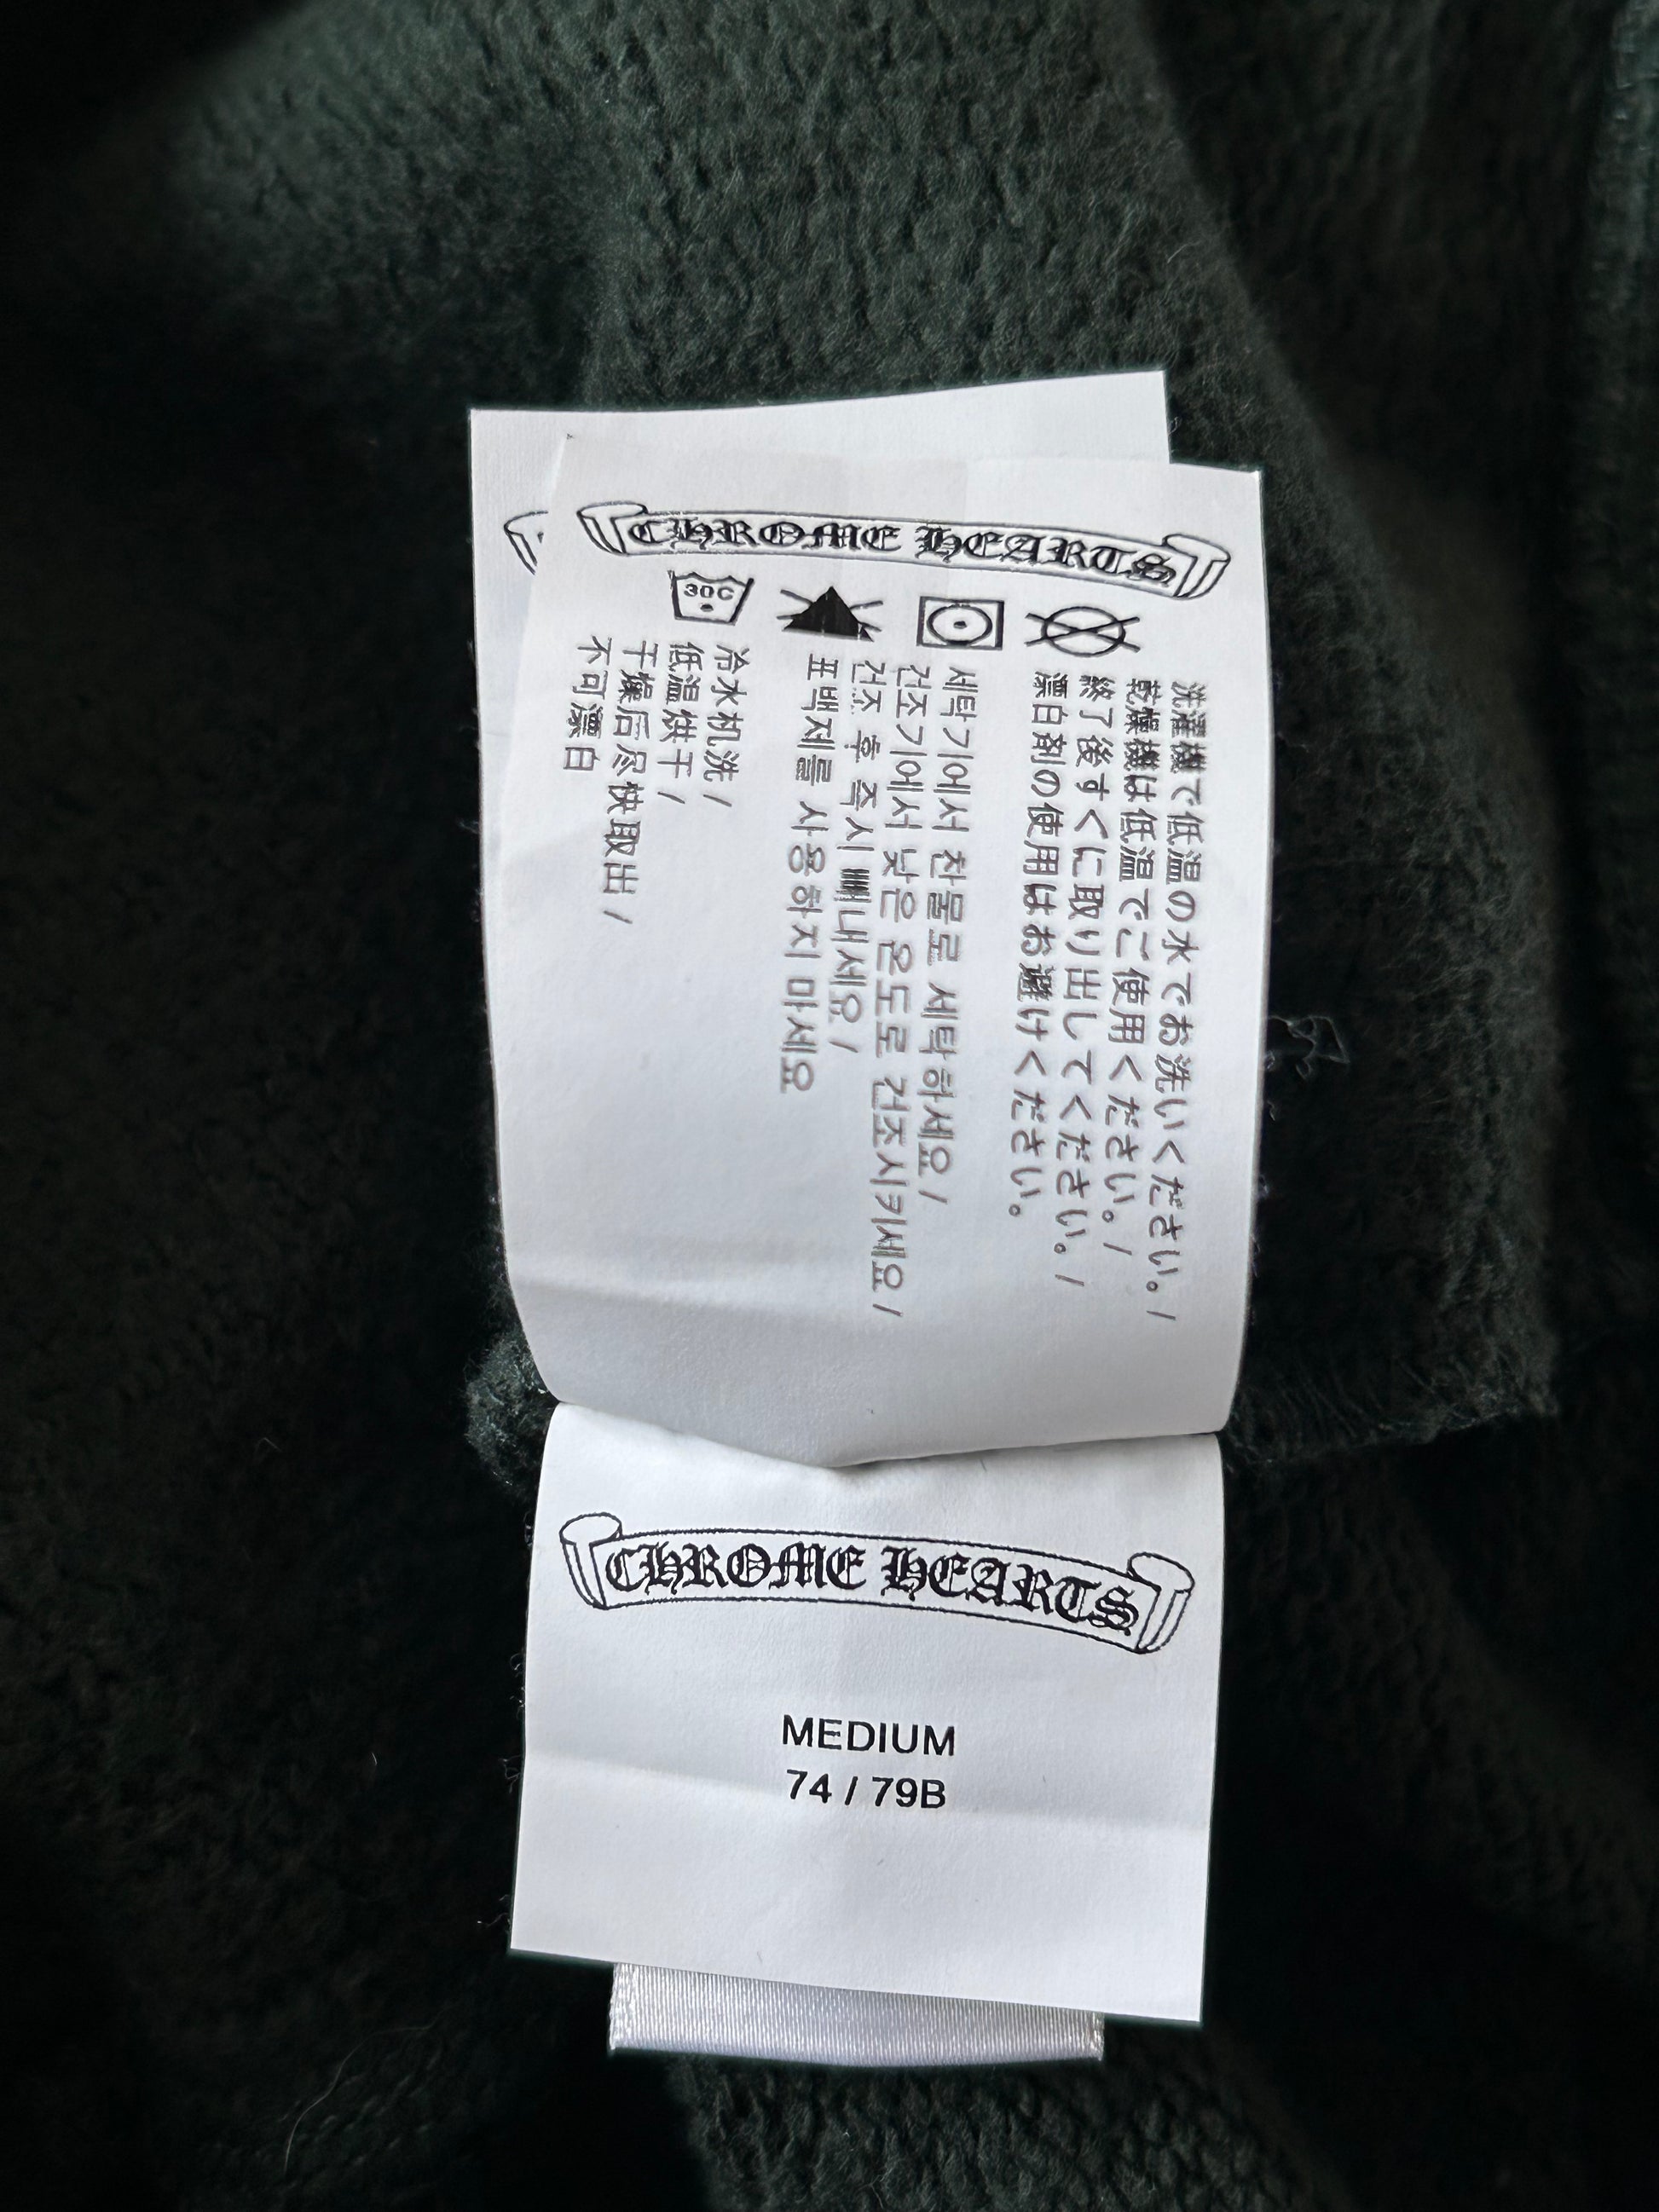 CHROME HEARTS
30C
洗濯機で低温の水でお洗いください。/
乾燥機は低温でご使用ください。/
終了後すぐに取り出してください。/
漂白剤の使用はお避けください。
세탁기에서 찬물로 세탁하세요 /
건조기에서 낮은 온도로 건조시키세요 /
건조 후 즉시 빼내세요 /
표백제를 사용하지 마세요
冷水机洗 /
低温烘干 /
干燥后尽快取出 /
不可漂白
CHROME HEARTS
MEDIUM
74 / 79B